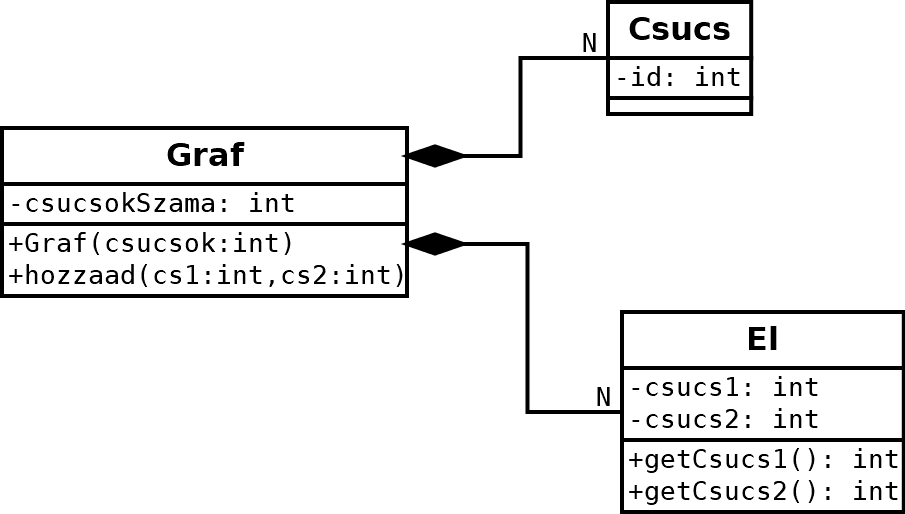 N
Csucs
-id: int
Graf
-csucsokSzama: int
+Graf(csucsok:int)
+hozzaad(cs1:int,cs2:int)
N
El
-csucs1: int
-csucs2: int
+getCsucs1(): int
+getCsucs2(): int